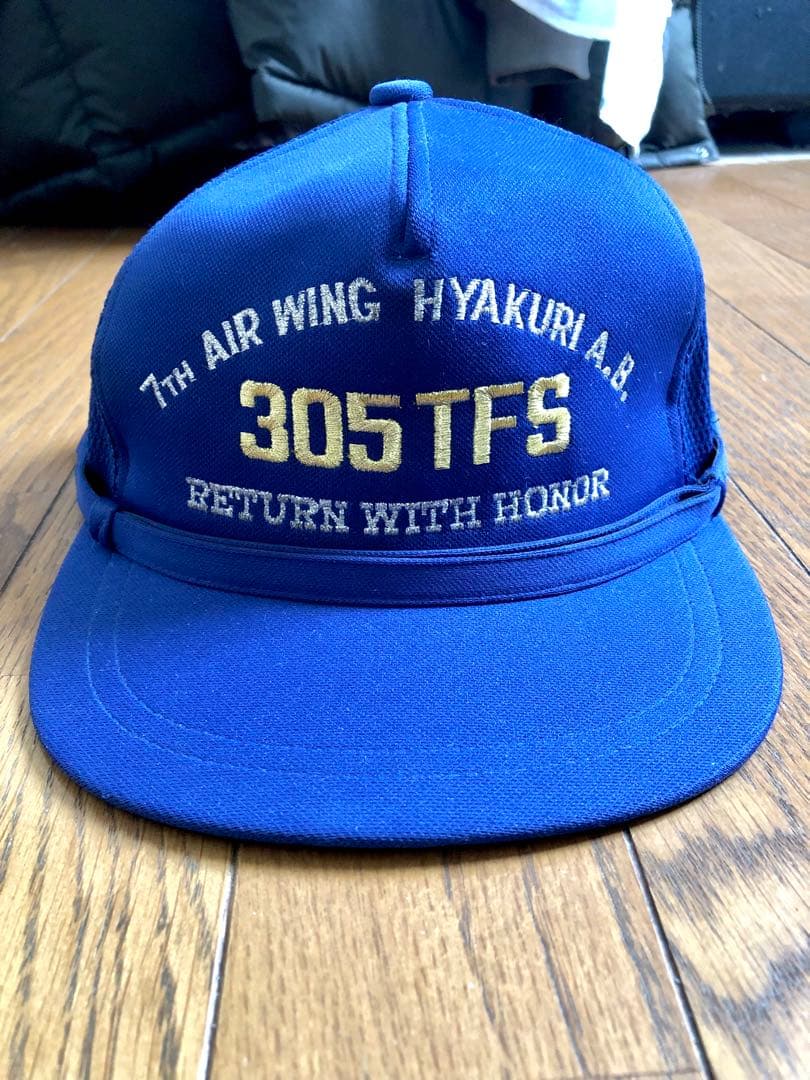 7TH AIR WING HYAKURI A.B.
305TFS
RETURN WITH HONOR